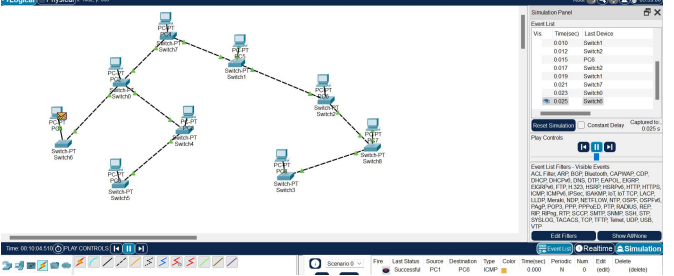 Logical
Physical
Simulation Panel
Event List
Vis. Time(sec) Last Device
0.010 Switch1
0.012 Switch2
0.015 PC6
0.017 Switch2
0.019 Switch1
0.021 Switch7
0.023 Switch0
0.025 Switch6
Reset Simulation Constant Delay Captured to:
0.025 s
Play Controls
Event List Filters - Visible Events
ACL Filter, ARP, BGP, Bluetooth, CAPWAP, CDP,
DHCP, DHCPv6, DNS, DTP, EAPOL, EIGRP,
EIGRPv6, FTP, H.323, HSRP, HSRPv6, HTTP, HTTPS,
ICMP, ICMPv6, IPSec, ISAKMP, IoT, IoT TCP, LACP,
LLDP, Meraki, NDP, NETFLOW, NTP, OSPF, OSPFv6,
PAgP, POP3, PPP, PPPoED, PTP, RADIUS, REP,
RIP, RIPng, RTP, SCCP, SMTP, SNMP, SSH, STP,
SYSLOG, TACACS, TCP, TFTP, Telnet, UDP, USB,
VTP
Edit Filters Show All/None
PC-PT
Switch-PT
Switch7
PC-PT
PC5
Switch-PT
Switch1
PC-PT
Switch-PT
Switch0
PC-PT
Switch-PT
Switch2
PC-PT
Switch-PT
Switch6
PC-PT
Switch-PT
Switch4
PC-PT
PC7
Switch-PT
Switch8
PC-PT
Switch-PT
Switch5
PC-PT
Switch-PT
Switch3
Time: 00:10:04.510 PLAY CONTROLS:
Event List Realtime Simulation
Scenario 0
Fire Last Status Source Destination Type Color Time(sec) Periodic Num Edit Delete
Successful PC1 PC6 ICMP 0.000 N 0 (edit) (delete)